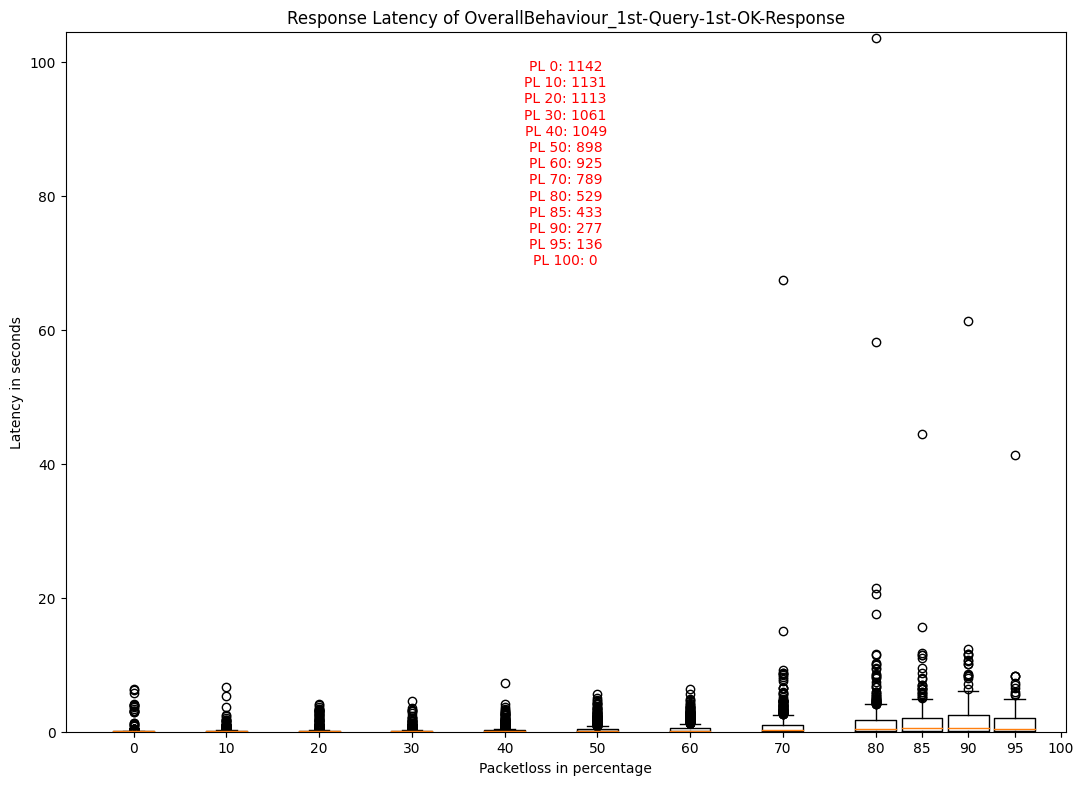 Response Latency of OverallBehaviour_1st-Query-1st-OK-Response
PL 0: 1142
PL 10: 1131
PL 20: 1113
PL 30: 1061
PL 40: 1049
PL 50: 898
PL 60: 925
PL 70: 789
PL 80: 529
PL 85: 433
PL 90: 277
PL 95: 136
PL 100: 0
Latency in seconds
100
80
60
40
20
0
0 10 20 30 40 50 60 70 80 85 90 95 100
Packetloss in percentage